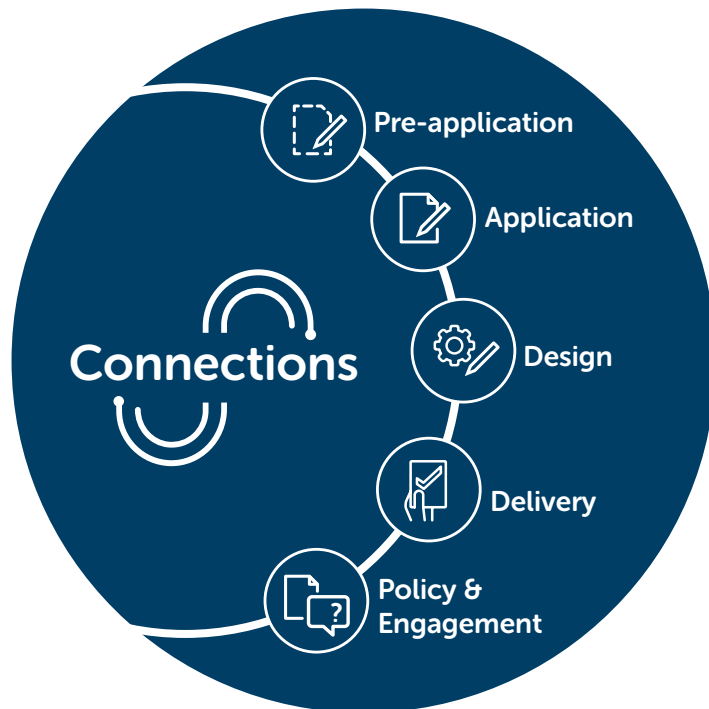 Pre-application
Application
Connections
Design
Delivery
Policy &
Engagement
?